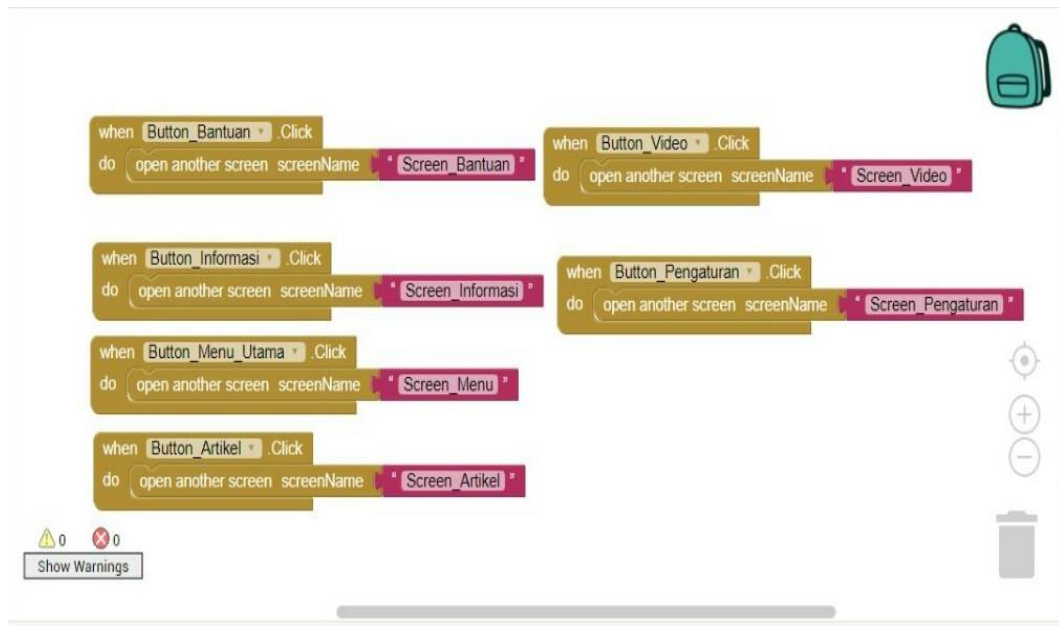 when Button_Bantuan .Click
do open another screen screenName " Screen_Bantuan "
when Button_Video .Click
do open another screen screenName " Screen_Video "
when Button_Informasi .Click
do open another screen screenName " Screen_Informasi "
when Button_Pengaturan .Click
do open another screen screenName " Screen_Pengaturan "
when Button_Menu_Utama .Click
do open another screen screenName " Screen_Menu "
when Button_Artikel .Click
do open another screen screenName " Screen_Artikel "
0 0
Show Warnings